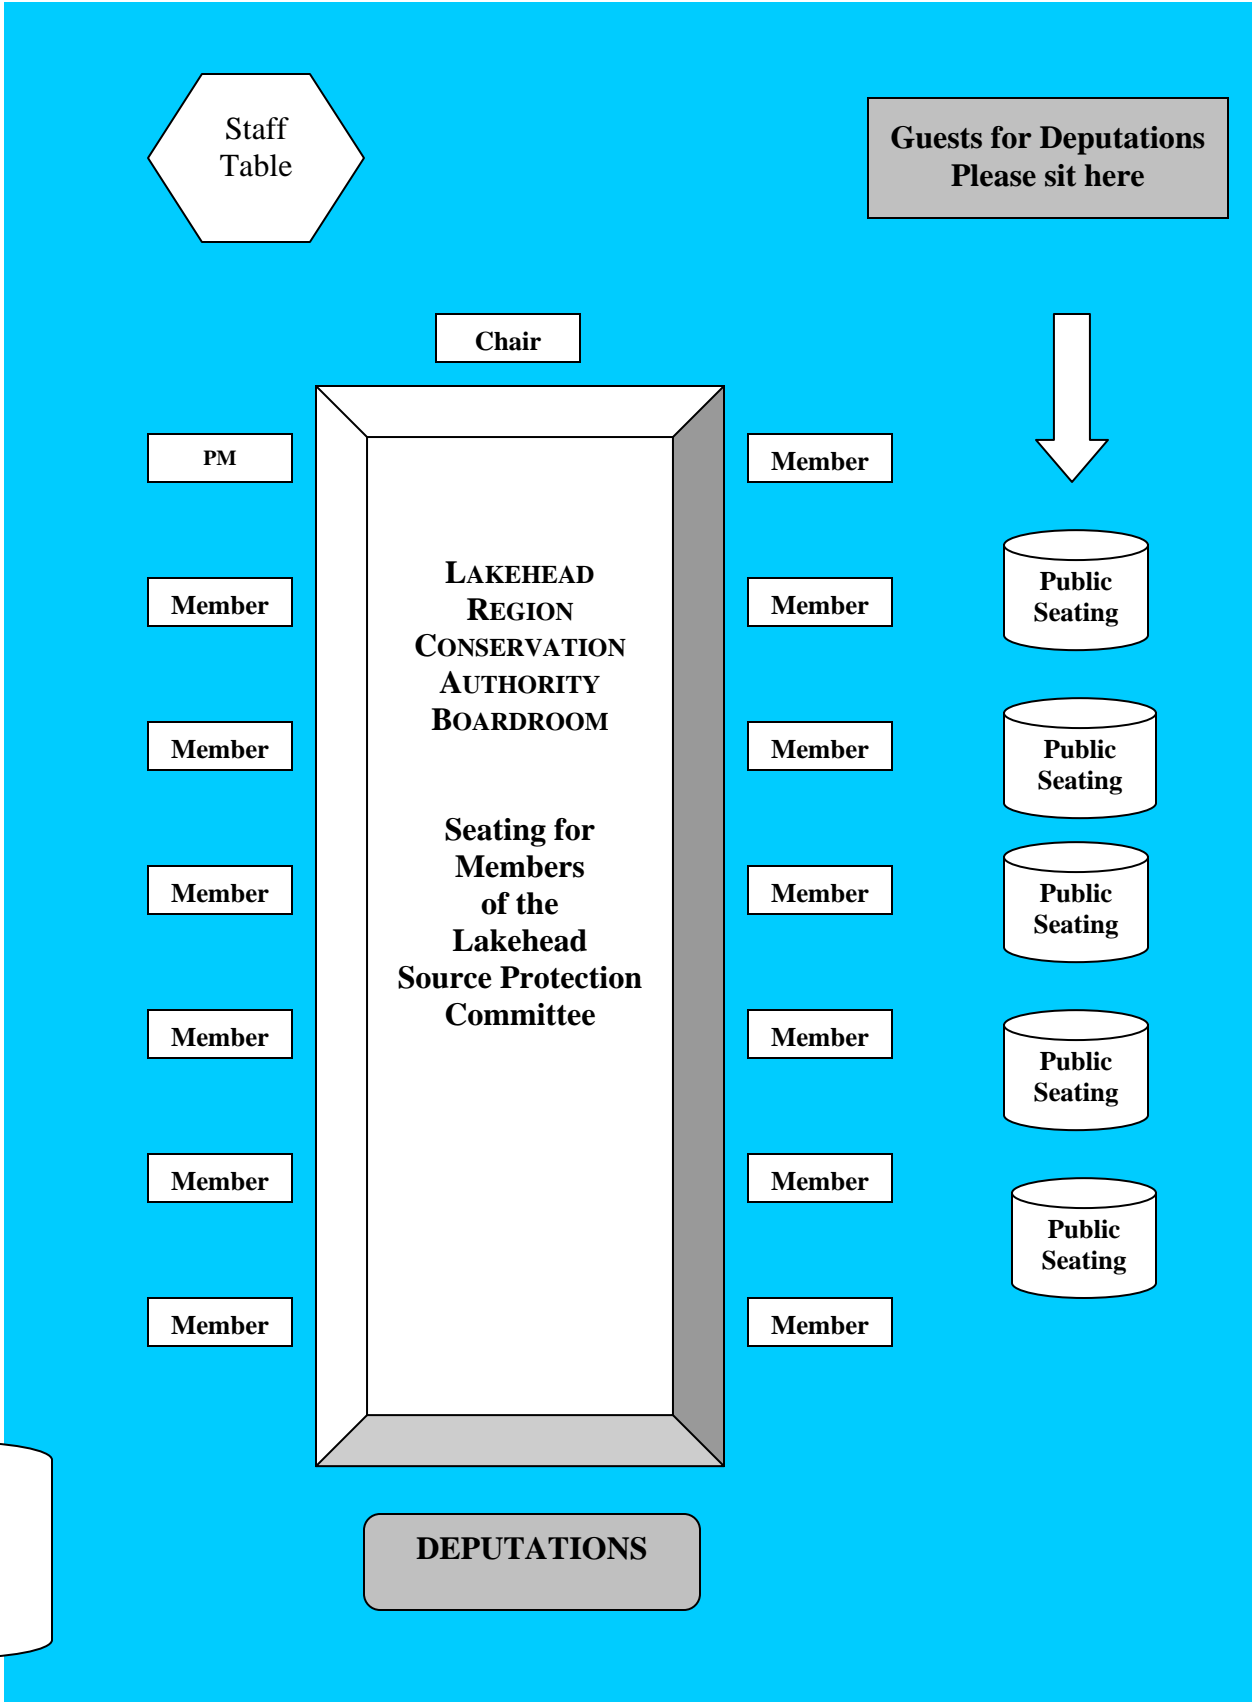 Staff
Table
Guests for Deputations
Please sit here
Chair
PM
Member
LAKEHEAD
REGION
CONSERVATION
AUTHORITY
BOARDROOM
Member
Member
Public
Seating
Member
Member
Public
Seating
Seating for
Members
of the
Lakehead
Source Protection
Committee
Member
Member
Public
Seating
Member
Member
Public
Seating
Member
Member
Public
Seating
Member
Member
DEPUTATIONS